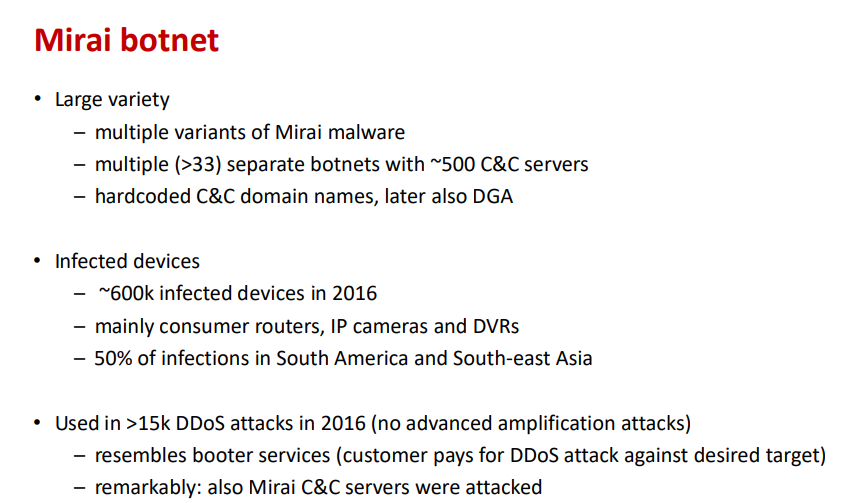 Mirai botnet
• Large variety
– multiple variants of Mirai malware
– multiple (>33) separate botnets with ~500 C&C servers
– hardcoded C&C domain names, later also DGA
• Infected devices
– ~600k infected devices in 2016
– mainly consumer routers, IP cameras and DVRs
– 50% of infections in South America and South-east Asia
• Used in >15k DDoS attacks in 2016 (no advanced amplification attacks)
– resembles booter services (customer pays for DDoS attack against desired target)
– remarkably: also Mirai C&C servers were attacked